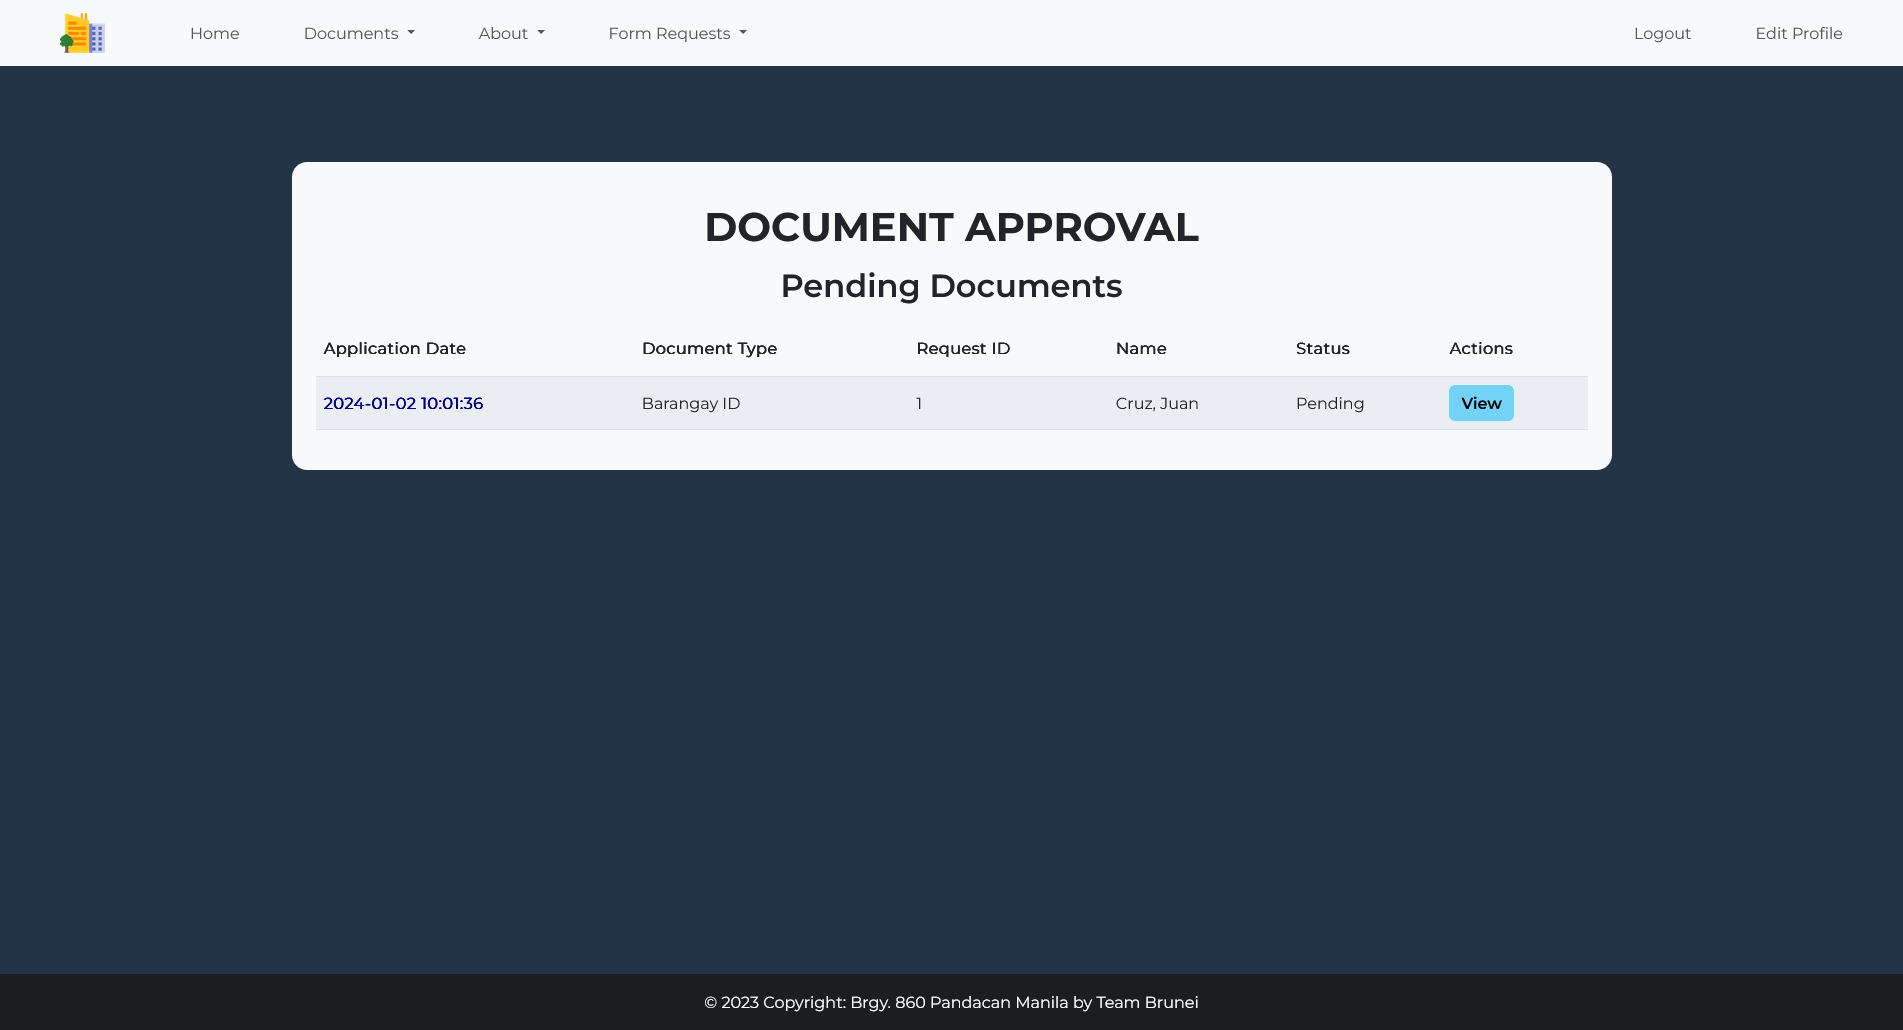 Home Documents About Form Requests Logout Edit Profile
DOCUMENT APPROVAL
Pending Documents
Application Date Document Type Request ID Name Status Actions
2024-01-02 10:01:36 Barangay ID 1 Cruz, Juan Pending View
© 2023 Copyright: Brgy. 860 Pandacan Manila by Team Brunei